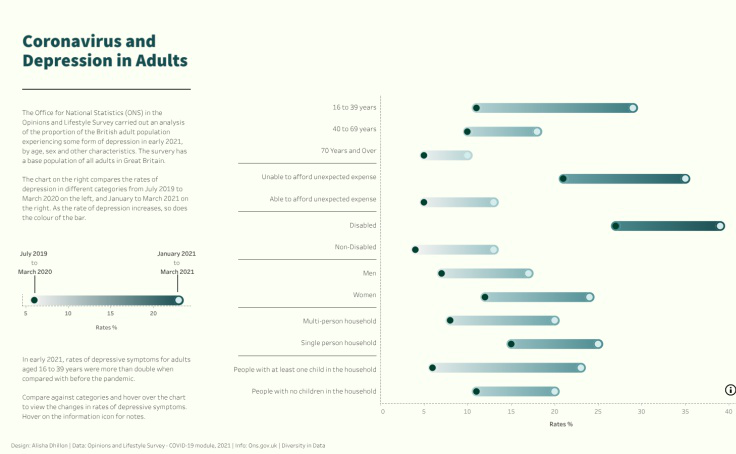 Coronavirus and
Depression in Adults
The Office for National Statistics (ONS) in the
Opinions and Lifestyle Survey carried out an analysis
of the proportion of the British adult population
experiencing some form of depression in early 2021,
by age, sex and other characteristics. The survery has
a base population of all adults in Great Britain.
The chart on the right compares the rates of
depression in different categories from July 2019 to
March 2020 on the left, and January to March 2021 on
the right. As the rate of depression increases, so does
the colour of the bar.
July 2019
to
March 2020
January 2021
to
March 2021
5 10 15 20
Rates %
In early 2021, rates of depressive symptoms for adults
aged 16 to 39 years were more than double when
compared with before the pandemic.
Compare against categories and hover over the chart
to view the changes in rates of depressive symptoms.
Hover on the information icon for notes.
16 to 39 years
40 to 69 years
70 Years and Over
Unable to afford unexpected expense
Able to afford unexpected expense
Disabled
Non-Disabled
Men
Women
Multi-person household
Single person household
People with at least one child in the household
People with no children in the household
0 5 10 15 20 25 30 35 40
Rates %
Design: Alisha Dhillon | Data: Opinions and Lifestyle Survey - COVID-19 module, 2021 | Info: Ons.gov.uk | Diversity in Data